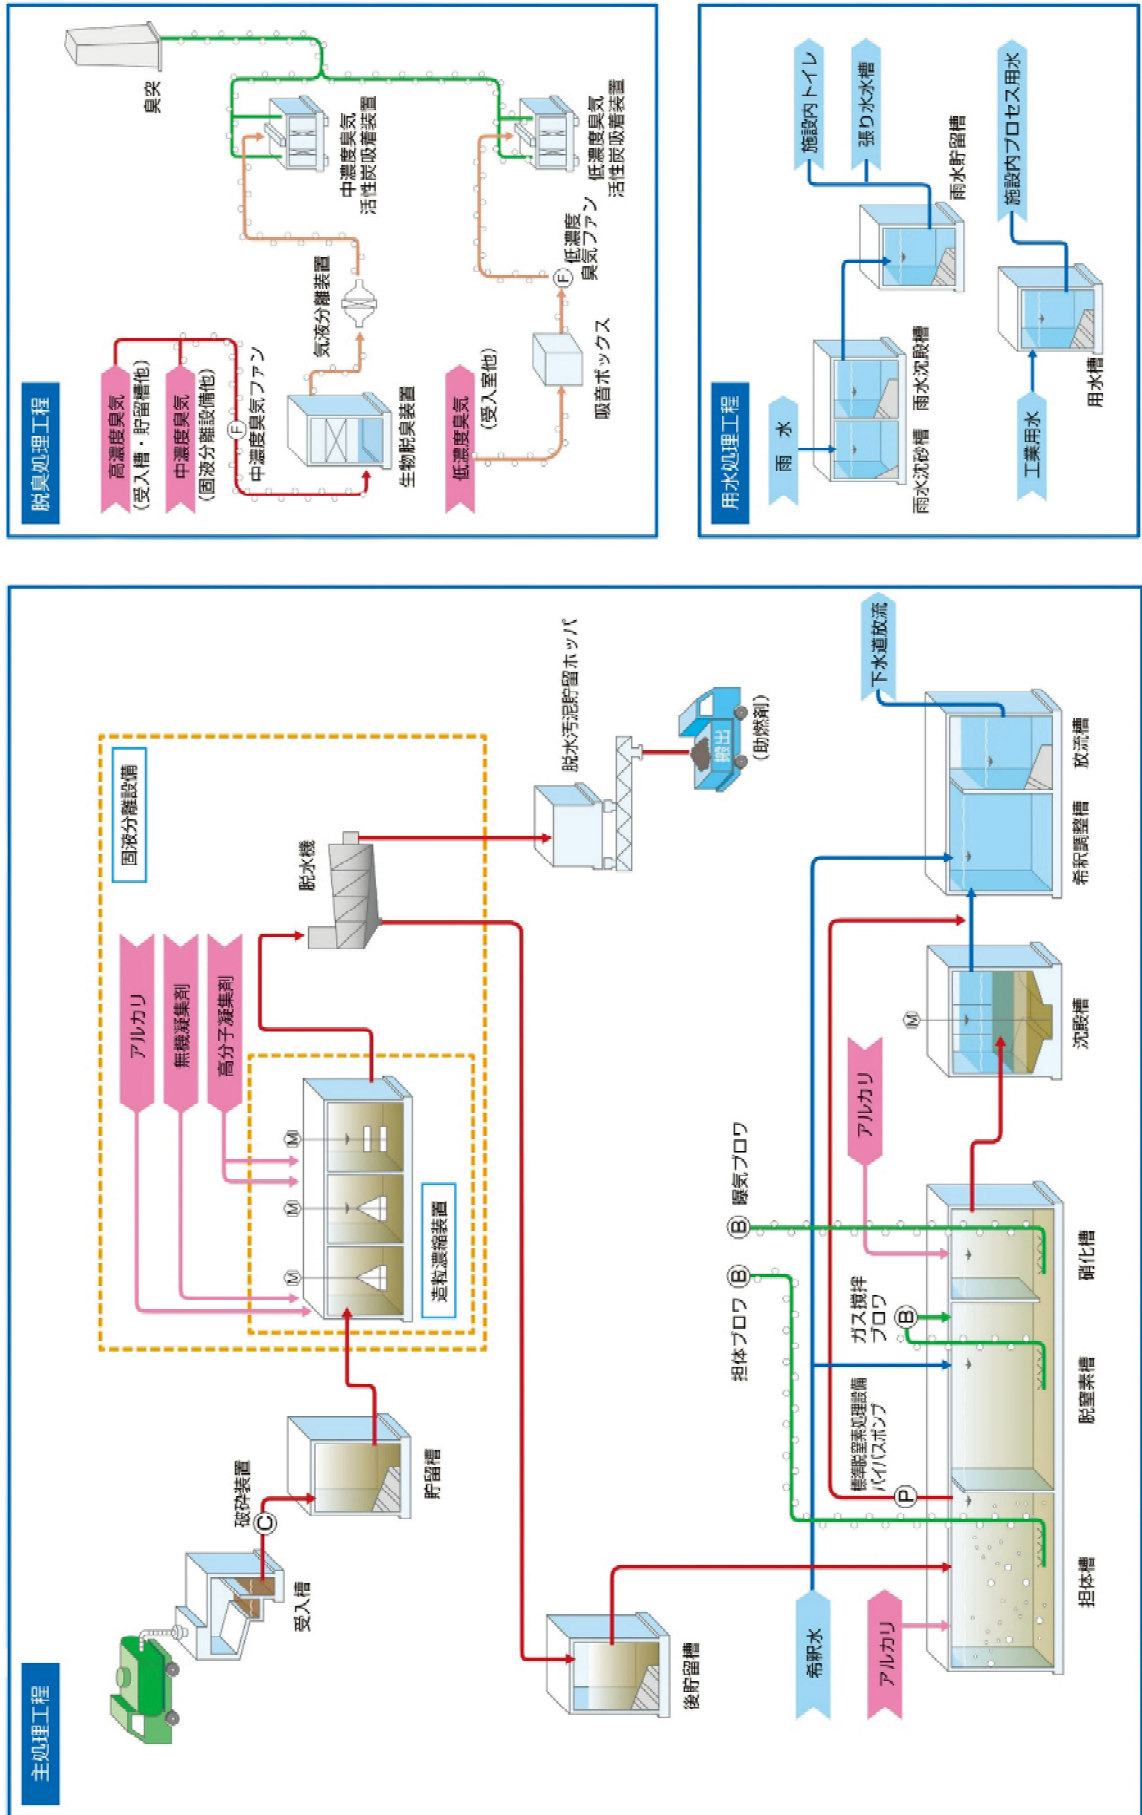 主処理工程
受入槽
破砕装置
C
貯留槽
固液分離設備
アルカリ
無機凝集剤
高分子凝集剤
M
M
M
造粒濃縮装置
脱水機
脱水汚泥貯留ホッパ
搬出
(助燃剤)
後貯留槽
希釈水
アルカリ
標準脱窒素処理設備
バイパスポンプ
P
担体ブロワ
B
ガス撹拌
ブロワ
B
B
曝気ブロワ
アルカリ
担体槽
脱窒素槽
硝化槽
M
沈殿槽
希釈調整槽
放流槽
下水道放流
脱臭処理工程
高濃度臭気
(受入槽・貯留槽他)
中濃度臭気
(固液分離設備他)
F
中濃度臭気ファン
生物脱臭装置
気液分離装置
中濃度臭気
活性炭吸着装置
臭突
低濃度臭気
(受入室他)
吸音ボックス
F
低濃度
臭気ファン
低濃度臭気
活性炭吸着装置
用水処理工程
雨 水
雨水沈砂槽
雨水沈殿槽
雨水貯留槽
施設内トイレ
張り水水槽
工業用水
用水槽
施設内プロセス用水